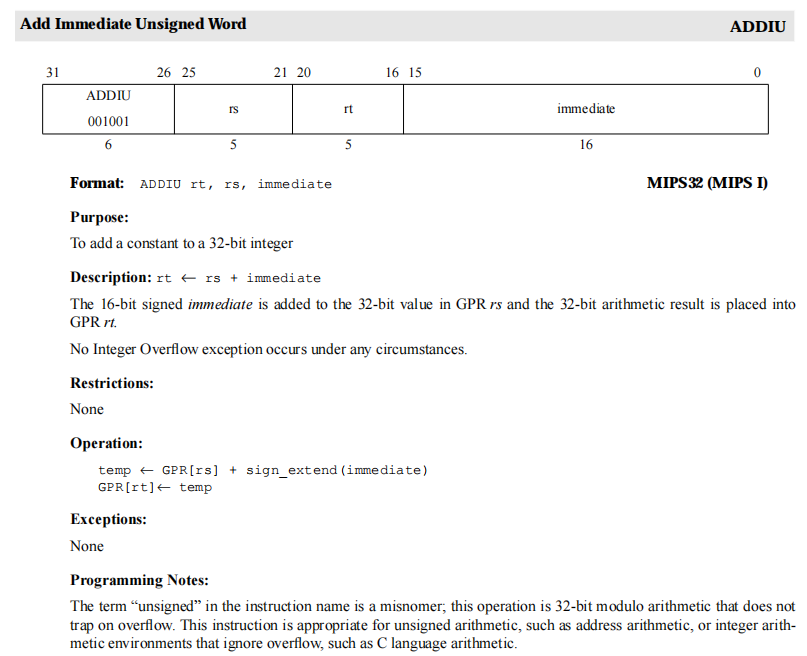 Add Immediate Unsigned Word ADDIU
31 26 25 21 20 16 15 0
ADDIU
001001
rs rt immediate
6 5 5 16
Format: ADDIU rt, rs, immediate MIPS32 (MIPS I)
Purpose:
To add a constant to a 32-bit integer
Description: rt ← rs + immediate
The 16-bit signed immediate is added to the 32-bit value in GPR rs and the 32-bit arithmetic result is placed into
GPR rt.
No Integer Overflow exception occurs under any circumstances.
Restrictions:
None
Operation:
temp ← GPR[rs] + sign_extend(immediate)
GPR[rt]← temp
Exceptions:
None
Programming Notes:
The term “unsigned” in the instruction name is a misnomer; this operation is 32-bit modulo arithmetic that does not
trap on overflow. This instruction is appropriate for unsigned arithmetic, such as address arithmetic, or integer arith-
metic environments that ignore overflow, such as C language arithmetic.